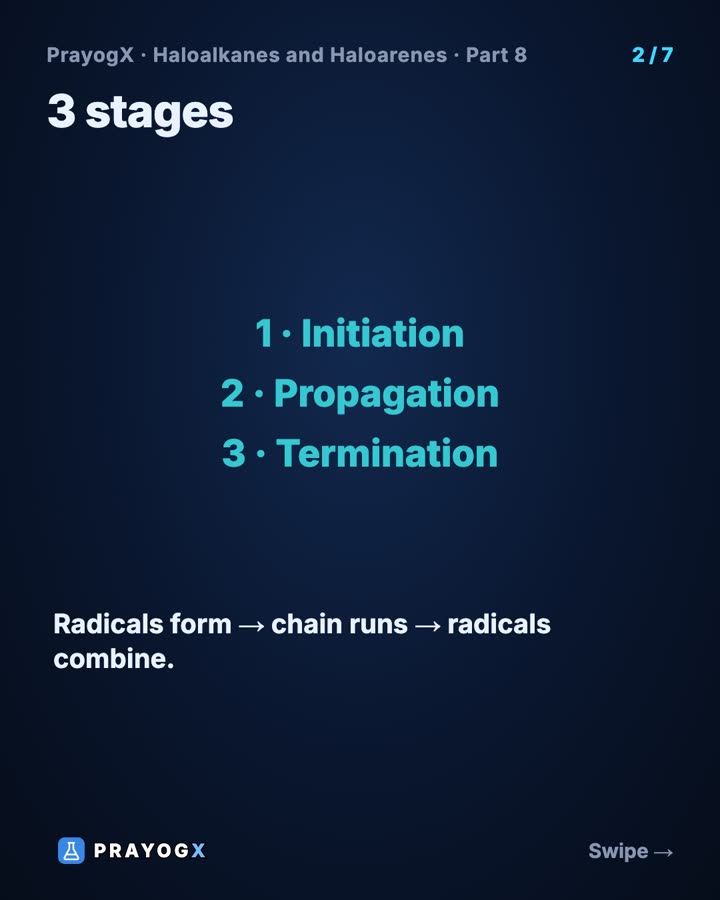 PrayogX · Haloalkanes and Haloarenes · Part 8
2 / 7
3 stages
1 · Initiation
2 · Propagation
3 · Termination
Radicals form → chain runs → radicals
combine.
PRAYOGX
Swipe →